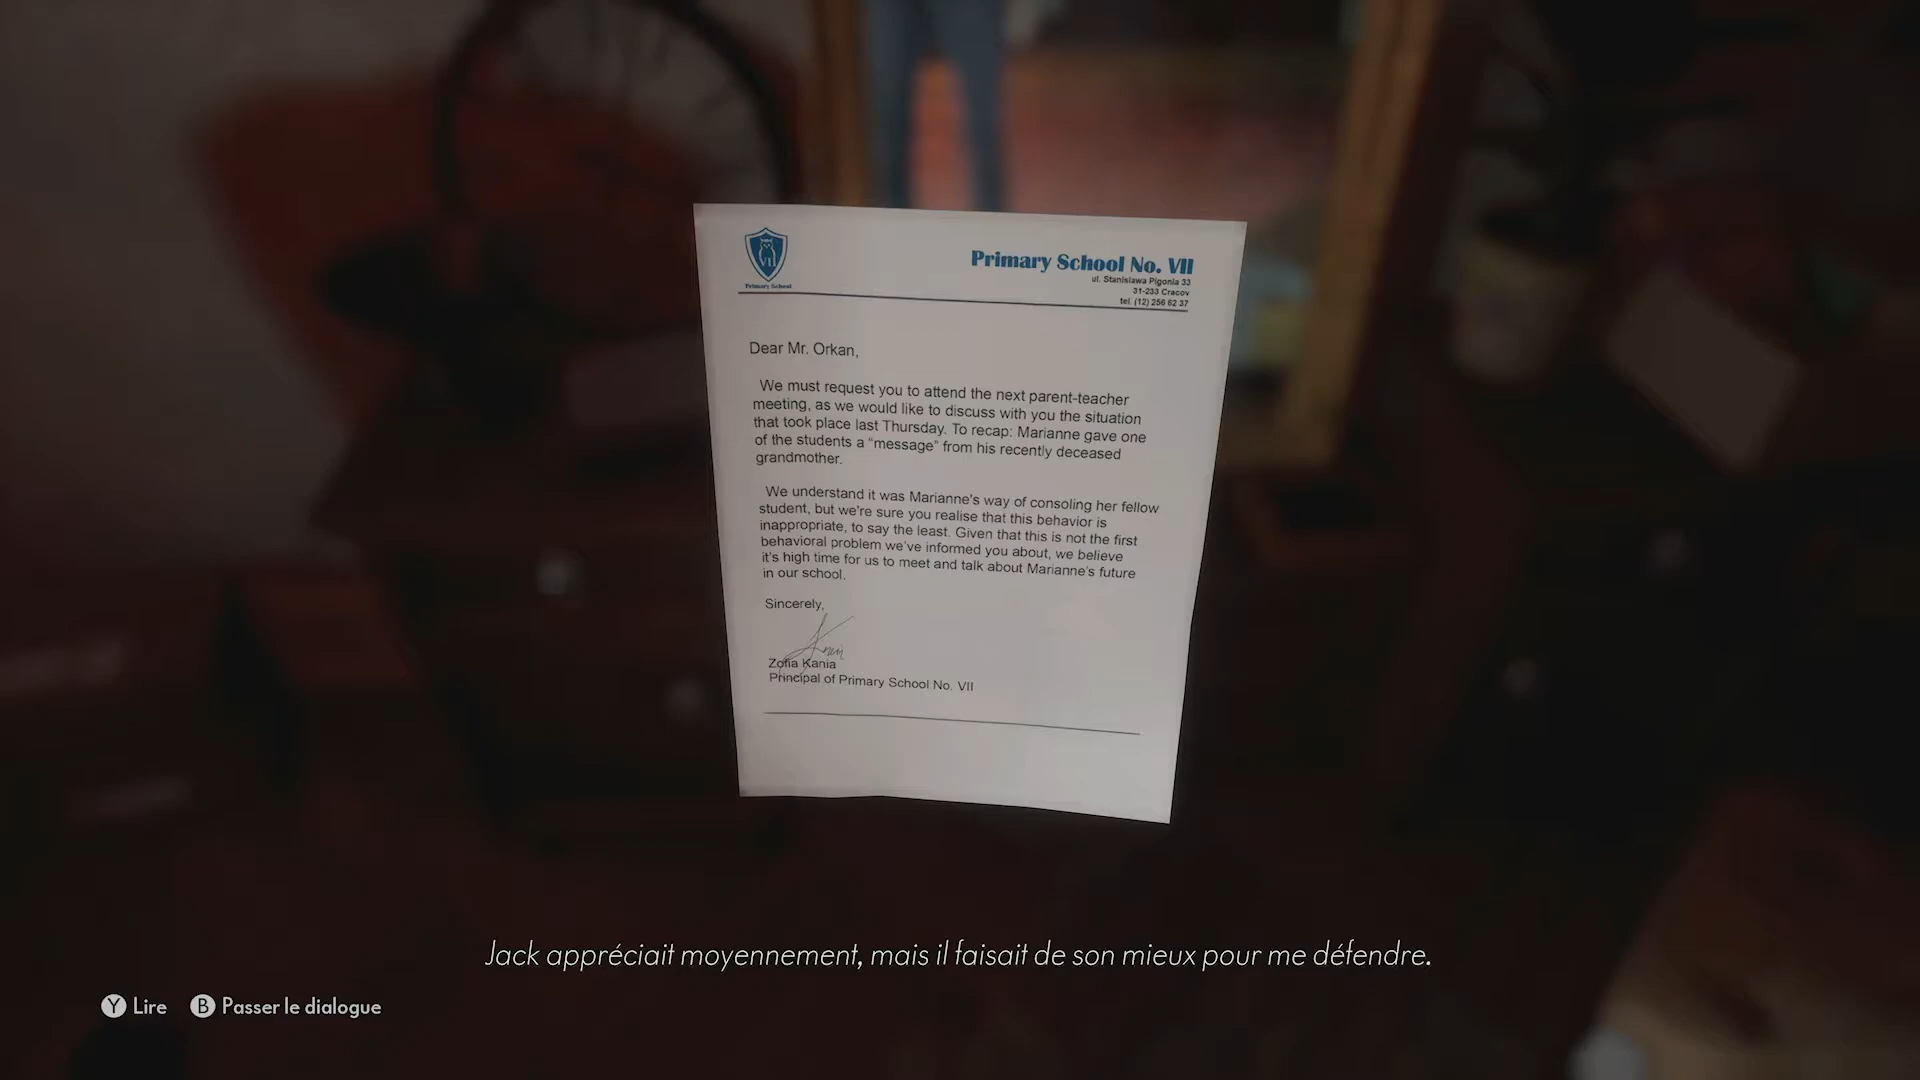 VII
Primary School
Primary School No. VII
ul. Stanisława Pigonia 33
31-233 Cracov
tel. (12) 256 62 37
Dear Mr. Orkan,
We must request you to attend the next parent-teacher
meeting, as we would like to discuss with you the situation
that took place last Thursday. To recap: Marianne gave one
of the students a “message” from his recently deceased
grandmother.
We understand it was Marianne's way of consoling her fellow
student, but we're sure you realise that this behavior is
inappropriate, to say the least. Given that this is not the first
behavioral problem we've informed you about, we believe
it's high time for us to meet and talk about Marianne's future
in our school.
Sincerely,
Zofia Kania
Principal of Primary School No. VII
Jack appréciait moyennement, mais il faisait de son mieux pour me défendre.
Y Lire B Passer le dialogue